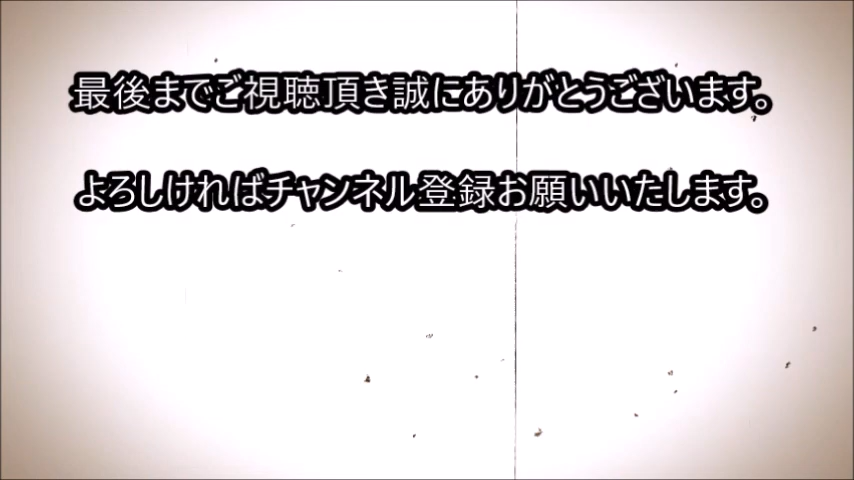 最後までご視聴頂き誠にありがとうございます。
よろしければチャンネル登録お願いいたします。